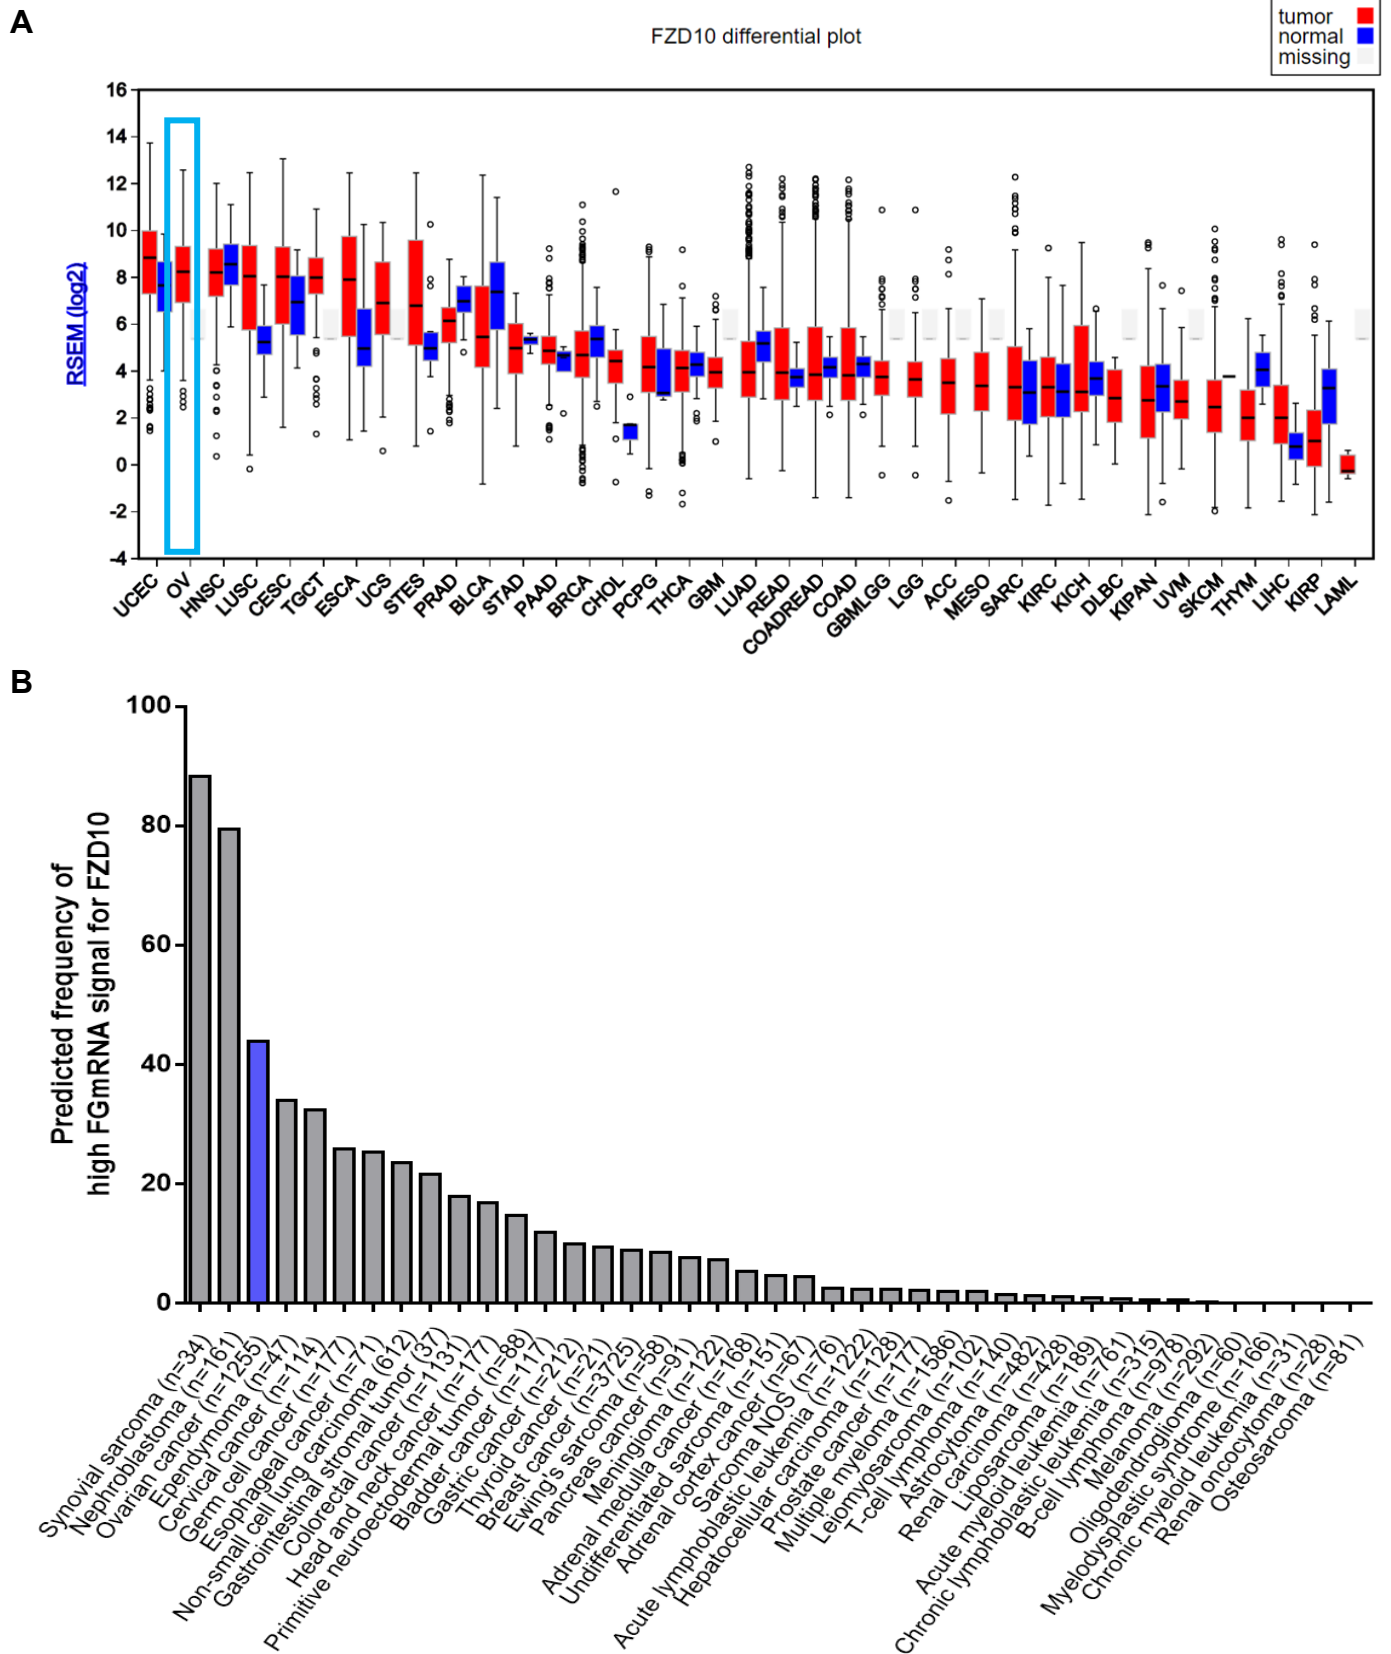 A
FZD10 differential plot
tumor
normal
missing
RSEM (log2)
16
14
12
10
8
6
4
2
0
-2
-4
UCEC
OV
HNSC
LUSC
CESC
TGCT
ESCA
UCS
STES
PRAD
BLCA
STAD
PAAD
BRCA
CHOL
PCPG
THCA
GBM
LUAD
READ
COADREAD
COAD
GBMLGG
LGG
ACC
MESO
SARC
KIRC
KICH
DLBC
KIPAN
UVM
SKCM
THYM
LIHC
KIRP
LAML
B
Predicted frequency of
high FGmRNA signal for FZD10
100
80
60
40
20
0
Synovial sarcoma (n=34)
Nephroblastoma (n=161)
Ovarian cancer (n=1255)
Ependymoma (n=47)
Cervical cancer (n=114)
Germ cell cancer (n=177)
Esophageal cancer (n=71)
Non-small cell lung carcinoma (612)
Gastrointestinal stromal tumor (37)
Colorectal cancer (n=131)
Head and neck cancer (n=177)
Primitive neuroectodermal tumor (n=88)
Bladder cancer (n=117)
Gastric cancer (n=212)
Thyroid cancer (n=21)
Breast cancer (n=3725)
Ewing's sarcoma (n=58)
Pancreas cancer (n=91)
Meningioma (n=122)
Adrenal medulla cancer (n=168)
Undifferentiated sarcoma (n=151)
Adrenal cortex cancer (n=67)
Sarcoma NOS (n=76)
Acute lymphoblastic leukemia (n=1222)
Hepatocellular carcinoma (n=128)
Prostate cancer (n=177)
Multiple myeloma (n=1586)
Leiomyosarcoma (n=102)
T-cell lymphoma (n=140)
Astrocytoma (n=482)
Renal carcinoma (n=428)
Liposarcoma (n=189)
Acute myeloid leukemia (n=761)
Chronic lymphoblastic leukemia (n=315)
B-cell lymphoma (n=978)
Melanoma (n=292)
Oligodendroglioma (n=60)
Myelodysplastic syndrome (n=166)
Chronic myeloid leukemia (n=31)
Renal oncocytoma (n=28)
Osteosarcoma (n=81)